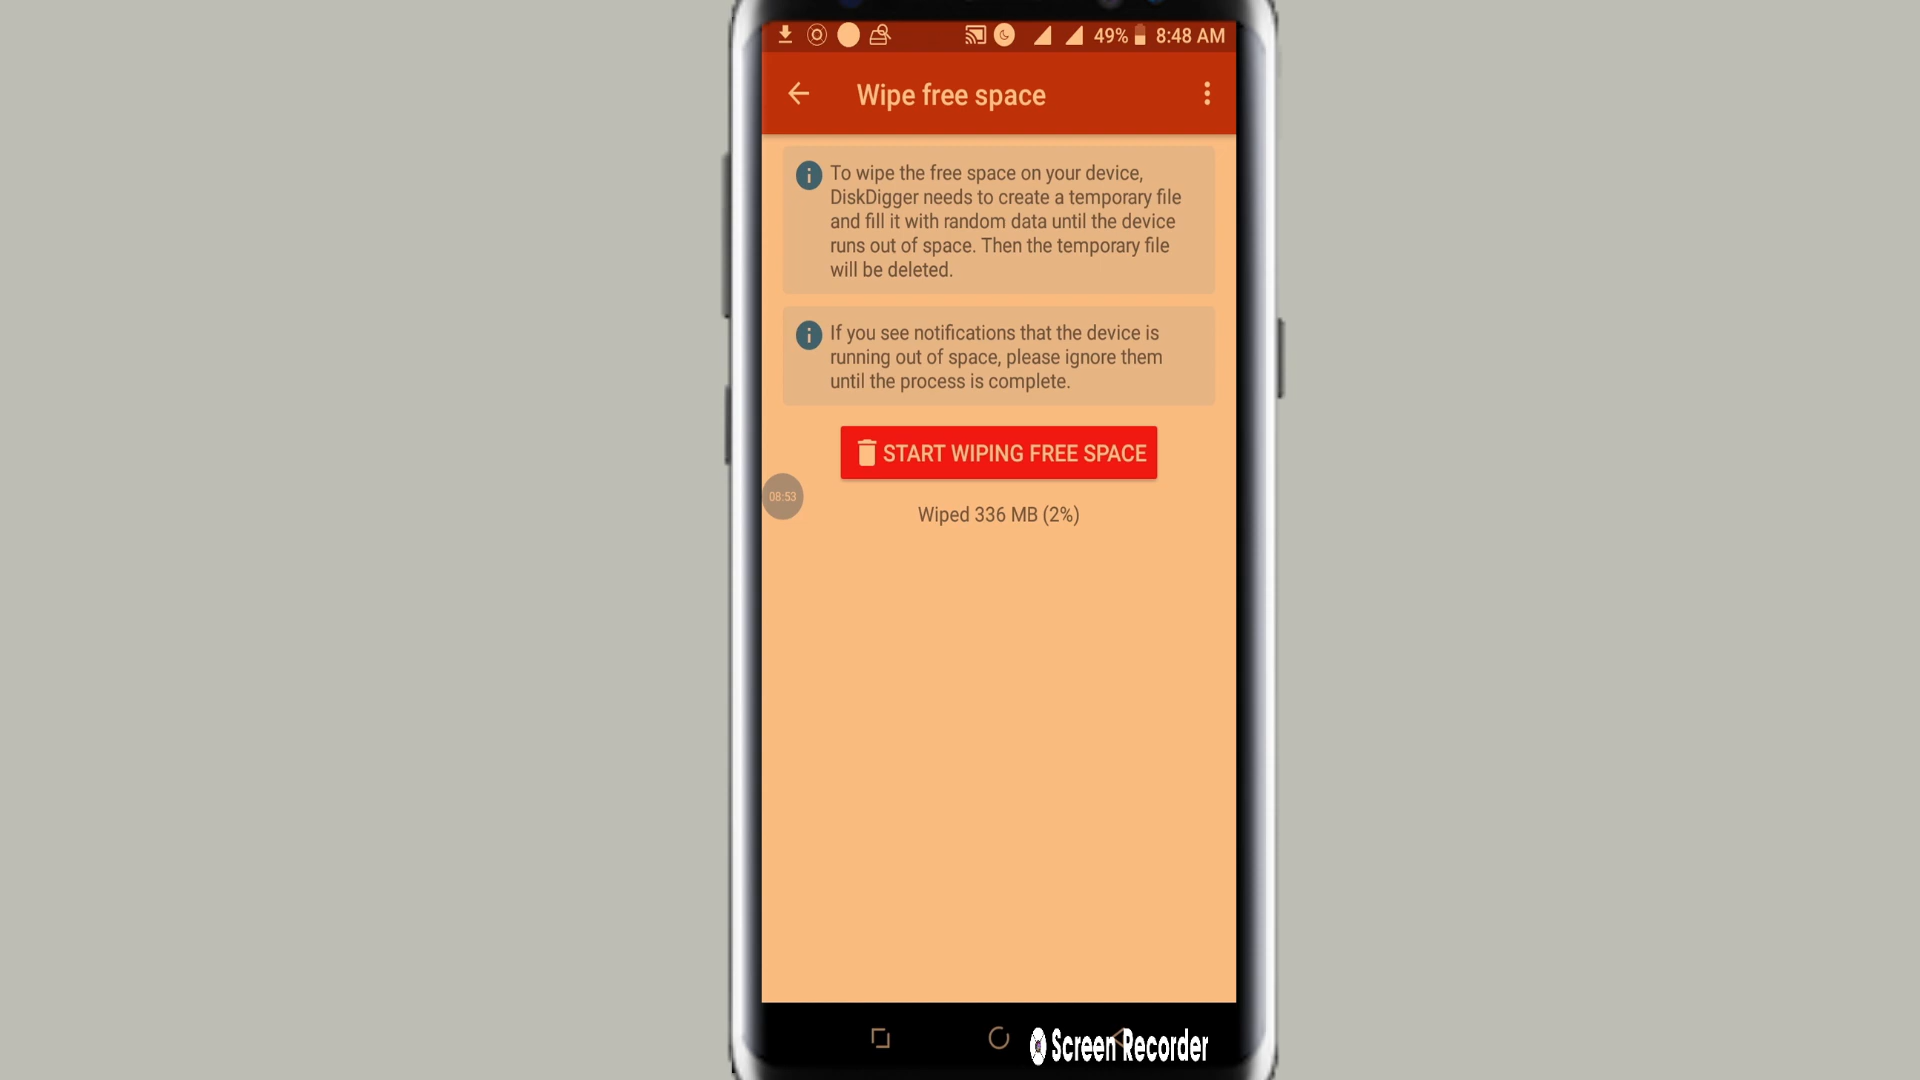 49% 8:48 AM
Wipe free space
To wipe the free space on your device,
DiskDigger needs to create a temporary file
and fill it with random data until the device
runs out of space. Then the temporary file
will be deleted.
If you see notifications that the device is
running out of space, please ignore them
until the process is complete.
START WIPING FREE SPACE
08:53
Wiped 336 MB (2%)
Screen Recorder